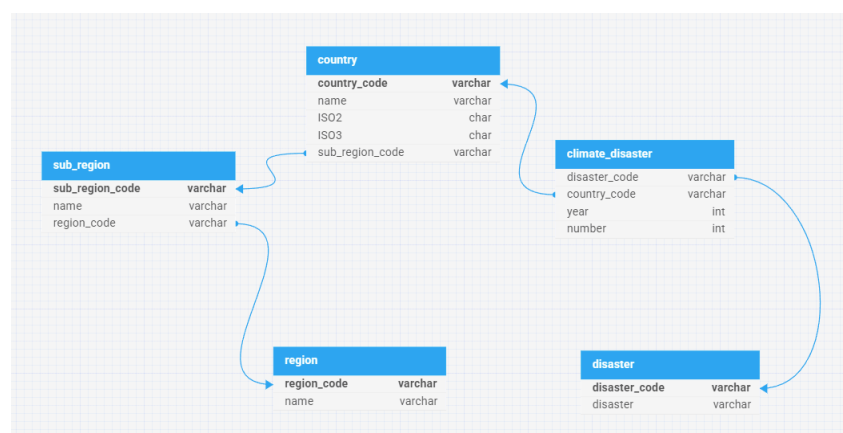 country
country_code varchar
name varchar
ISO2 char
ISO3 char
sub_region_code varchar
sub_region
sub_region_code varchar
name varchar
region_code varchar
climate_disaster
disaster_code varchar
country_code varchar
year int
number int
region
region_code varchar
name varchar
disaster
disaster_code varchar
disaster varchar